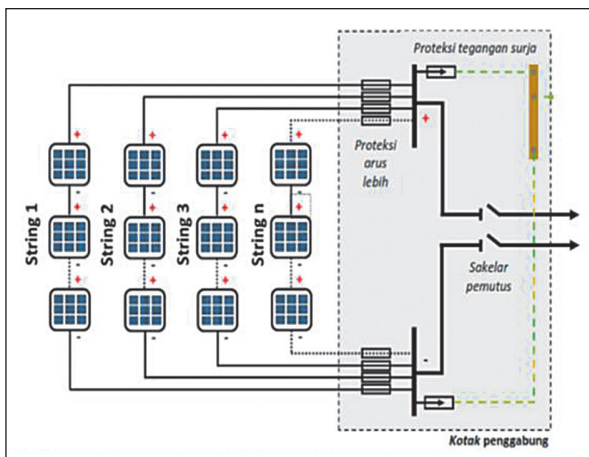 Proteksi tegangan surja
+
Proteksi
arus
lebih
+ + + +
String 1
String 2
String 3
String n
- - - -
+ + + +
- - - -
+ + + +
- - - -
Sakelar
pemutus
-
Kotak penggabung